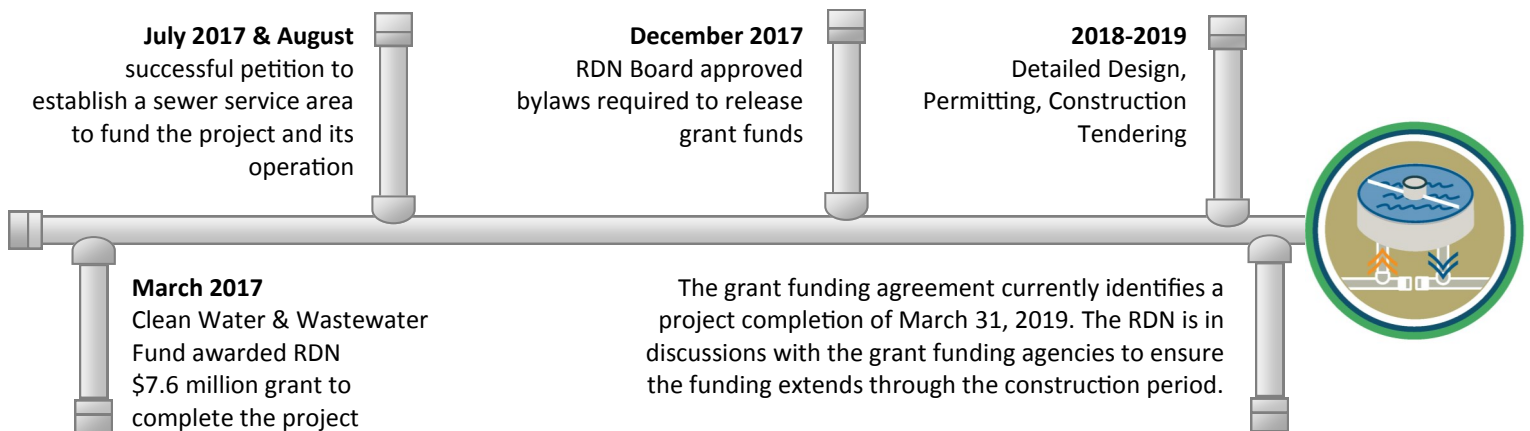 July 2017 & August
successful petition to
establish a sewer service area
to fund the project and its
operation
December 2017
RDN Board approved
bylaws required to release
grant funds
2018-2019
Detailed Design,
Permitting, Construction
Tendering
March 2017
Clean Water & Wastewater
Fund awarded RDN
$7.6 million grant to
complete the project
The grant funding agreement currently identifies a
project completion of March 31, 2019. The RDN is in
discussions with the grant funding agencies to ensure
the funding extends through the construction period.